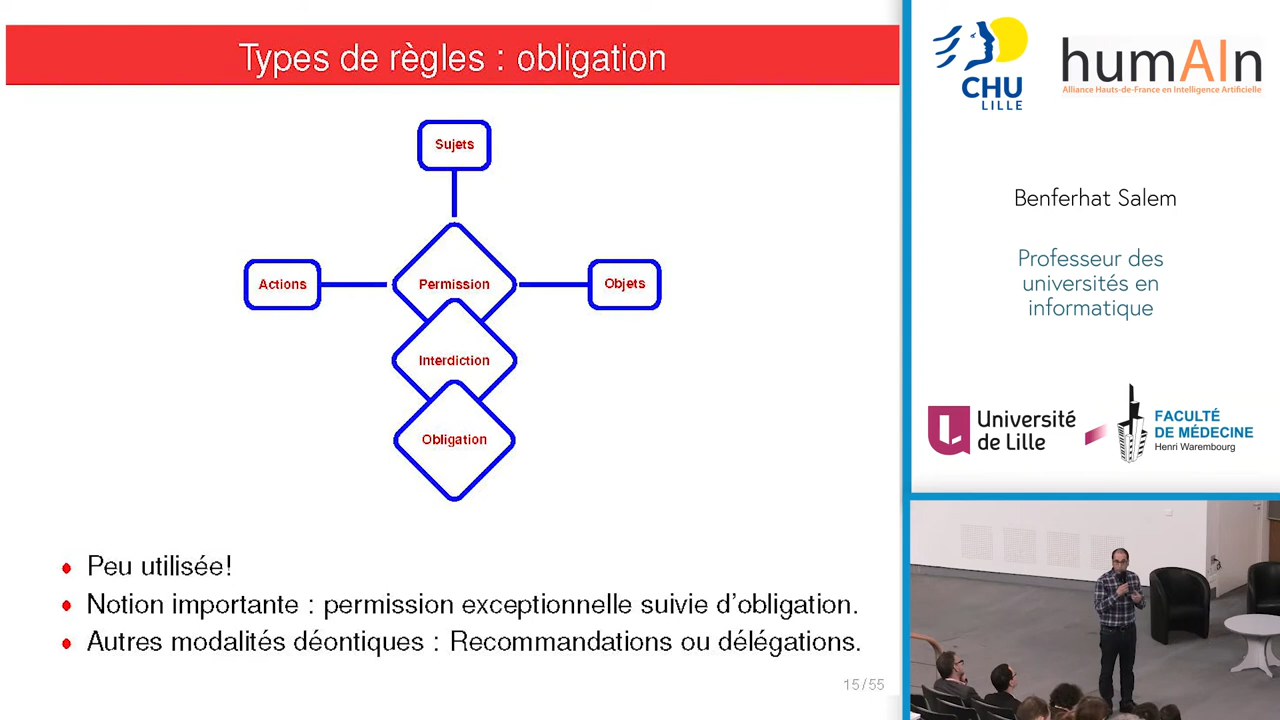 Types de règles : obligation
Sujets
Actions
Permission
Objets
Interdiction
Obligation
Peu utilisée!
Notion importante : permission exceptionnelle suivie d'obligation.
Autres modalités déontiques : Recommandations ou délégations.
15/55
CHU
LILLE
humAIn
Alliance Hauts-de-France en Intelligence Artificielle
Benferhat Salem
Professeur des
universités en
informatique
Université
de Lille
FACULTÉ
DE MÉDECINE
Henri Warembourg